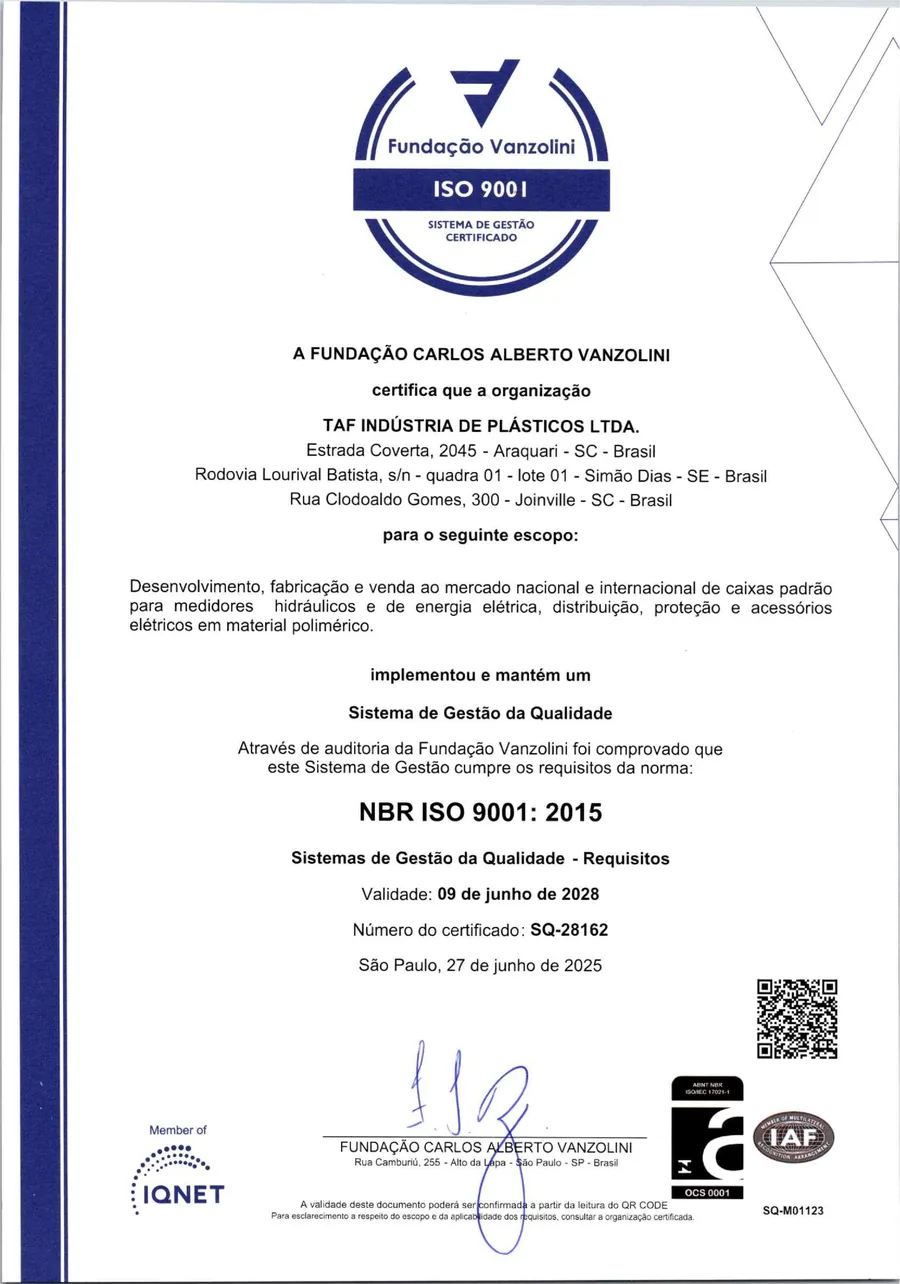 Fundação Vanzolini
ISO 9001
SISTEMA DE GESTÃO
CERTIFICADO
A FUNDAÇÃO CARLOS ALBERTO VANZOLINI
certifica que a organização
TAF INDÚSTRIA DE PLÁSTICOS LTDA.
Estrada Coverta, 2045 - Araquari - SC - Brasil
Rodovia Lourival Batista, s/n - quadra 01 - lote 01 - Simão Dias - SE - Brasil
Rua Clodoaldo Gomes, 300 - Joinville - SC - Brasil
para o seguinte escopo:
Desenvolvimento, fabricação e venda ao mercado nacional e internacional de caixas padrão
para medidores hidráulicos e de energia elétrica, distribuição, proteção e acessórios
elétricos em material polimérico.
implementou e mantém um
Sistema de Gestão da Qualidade
Através de auditoria da Fundação Vanzolini foi comprovado que
este Sistema de Gestão cumpre os requisitos da norma:
NBR ISO 9001: 2015
Sistemas de Gestão da Qualidade - Requisitos
Validade: 09 de junho de 2028
Número do certificado: SQ-28162
São Paulo, 27 de junho de 2025
ABNT NBR
ISO/IEC 17021-1
OCS 0001
MEMBER OF MULTILATERAL
IAF
RECOGNITION ARRANGEMENT
SQ-M01123
Member of
IQNET
FUNDAÇÃO CARLOS ALBERTO VANZOLINI
Rua Camburiú, 255 - Alto da Lapa - São Paulo - SP - Brasil
A validade deste documento poderá ser confirmada a partir da leitura do QR CODE
Para esclarecimento a respeito do escopo e da aplicabilidade dos requisitos, consultar a organização certificada.